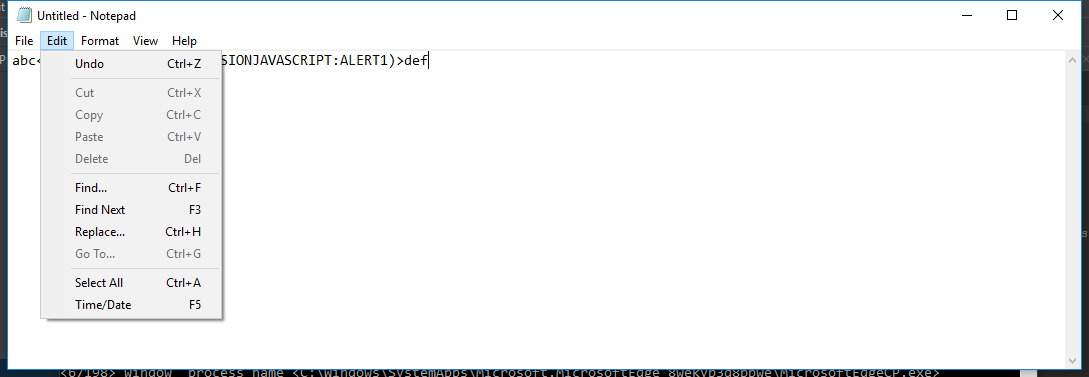 Untitled - Notepad
File Edit Format View Help
abc< SIONJAVASCRIPT:ALERT1)>def
Undo Ctrl+Z
Cut Ctrl+X
Copy Ctrl+C
Paste Ctrl+V
Delete Del
Find... Ctrl+F
Find Next F3
Replace... Ctrl+H
Go To... Ctrl+G
Select All Ctrl+A
Time/Date F5
<6/198> window process name <C:\Windows\SystemApps\Microsoft.MicrosoftEdge_8wekyb3d8bbwe\MicrosoftEdgeCP.exe>